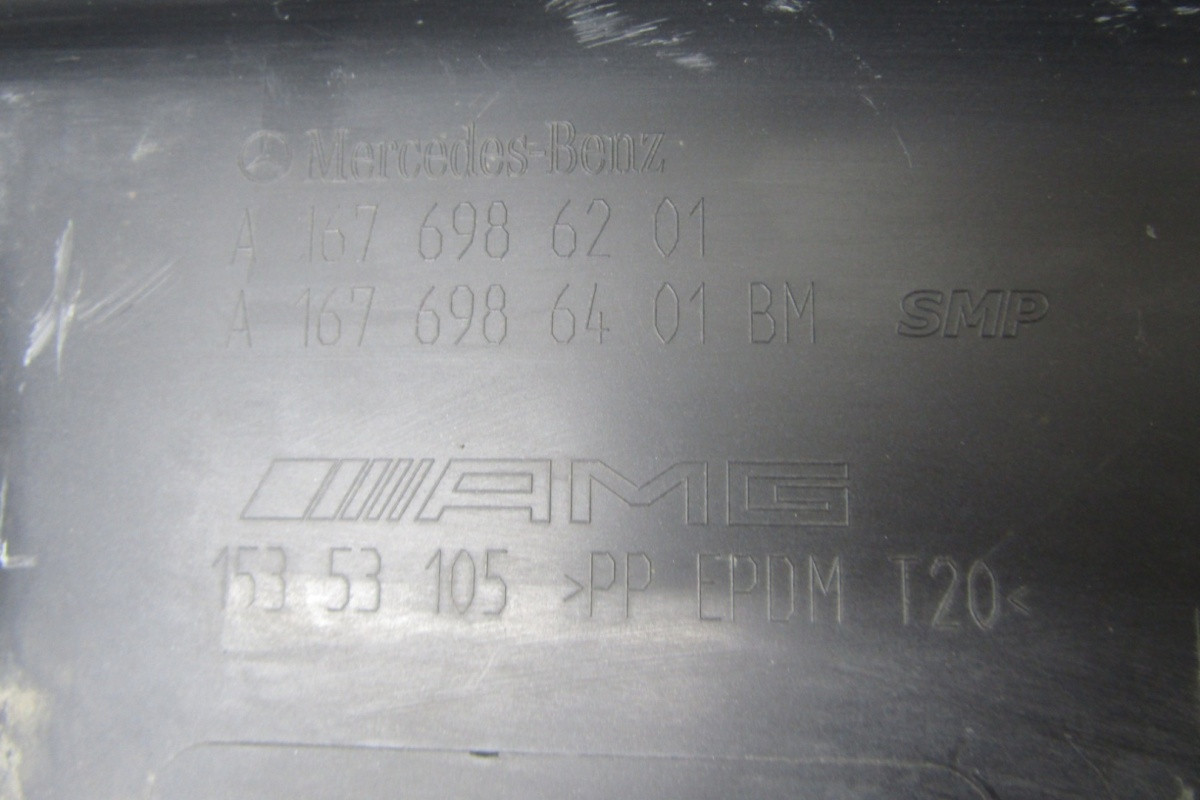 Mercedes-Benz
A 167 698 62 01
A 167 698 64 01 BM SMP
AMG
153 53 105 >PP EPDM T20<